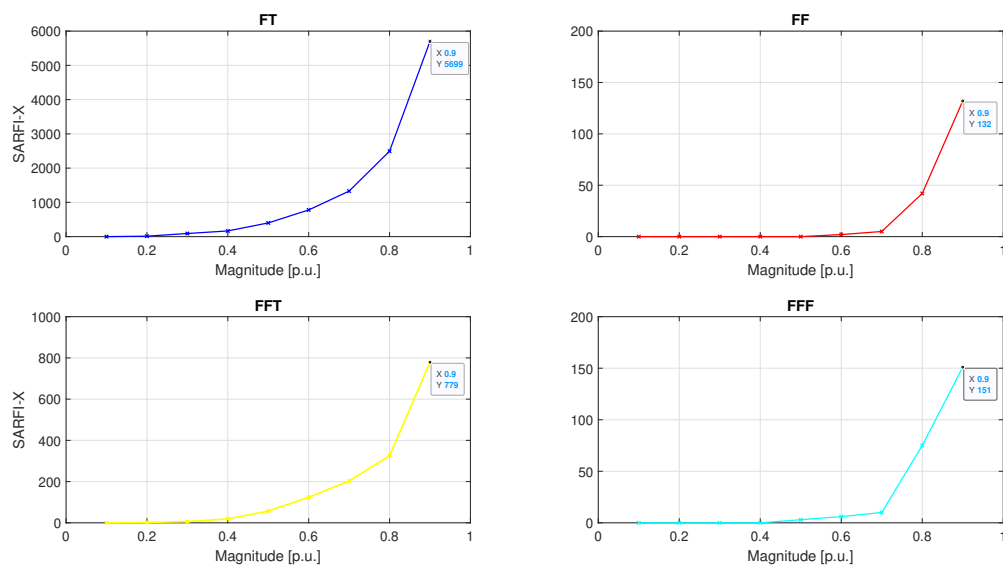 FT
6000
5000
4000
3000
2000
1000
0
SARFI-X
X 0.9
Y 5699
0 0.2 0.4 0.6 0.8 1
Magnitude [p.u.]
FF
200
150
100
50
0
X 0.9
Y 132
0 0.2 0.4 0.6 0.8 1
Magnitude [p.u.]
FFT
1000
800
600
400
200
0
SARFI-X
X 0.9
Y 779
0 0.2 0.4 0.6 0.8 1
Magnitude [p.u.]
FFF
200
150
100
50
0
X 0.9
Y 151
0 0.2 0.4 0.6 0.8 1
Magnitude [p.u.]